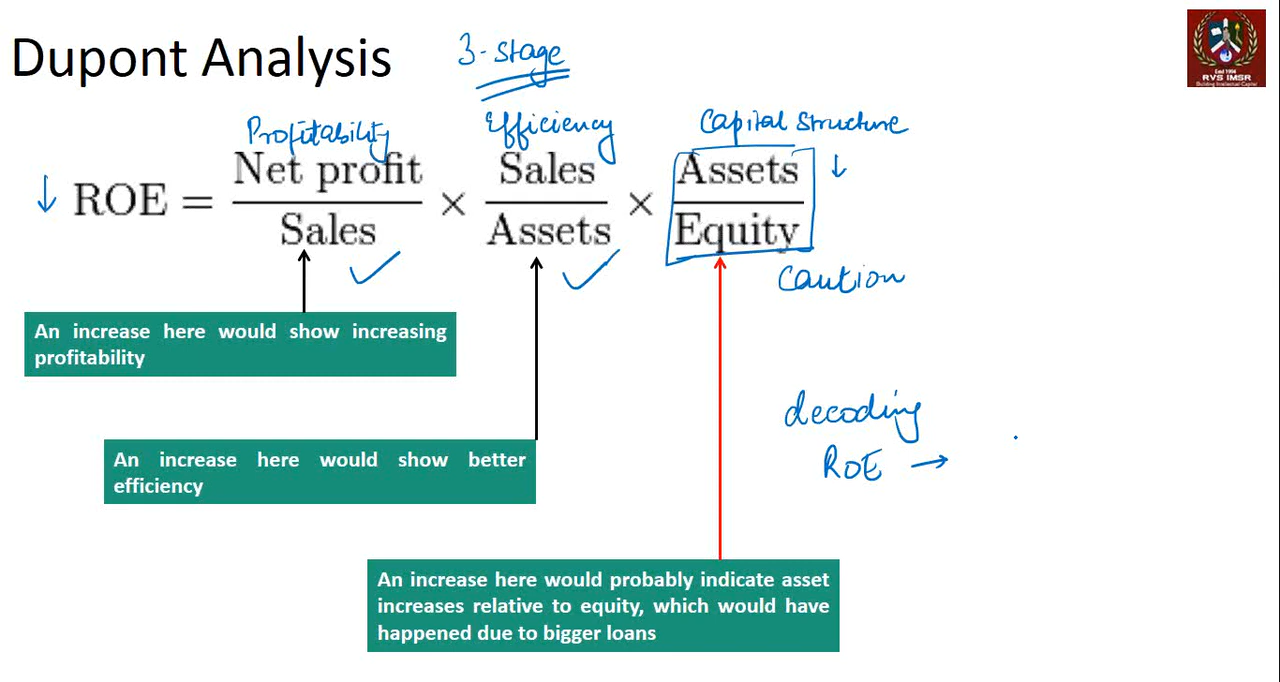 Dupont Analysis
3-stage
Profitability
Efficiency
Capital Structure
↓ ROE = Net profit / Sales × Sales / Assets × Assets / Equity ↓
Caution
An increase here would show increasing
profitability
decoding
ROE →
An increase here would show better
efficiency
An increase here would probably indicate asset
increases relative to equity, which would have
happened due to bigger loans
RVS IMSR